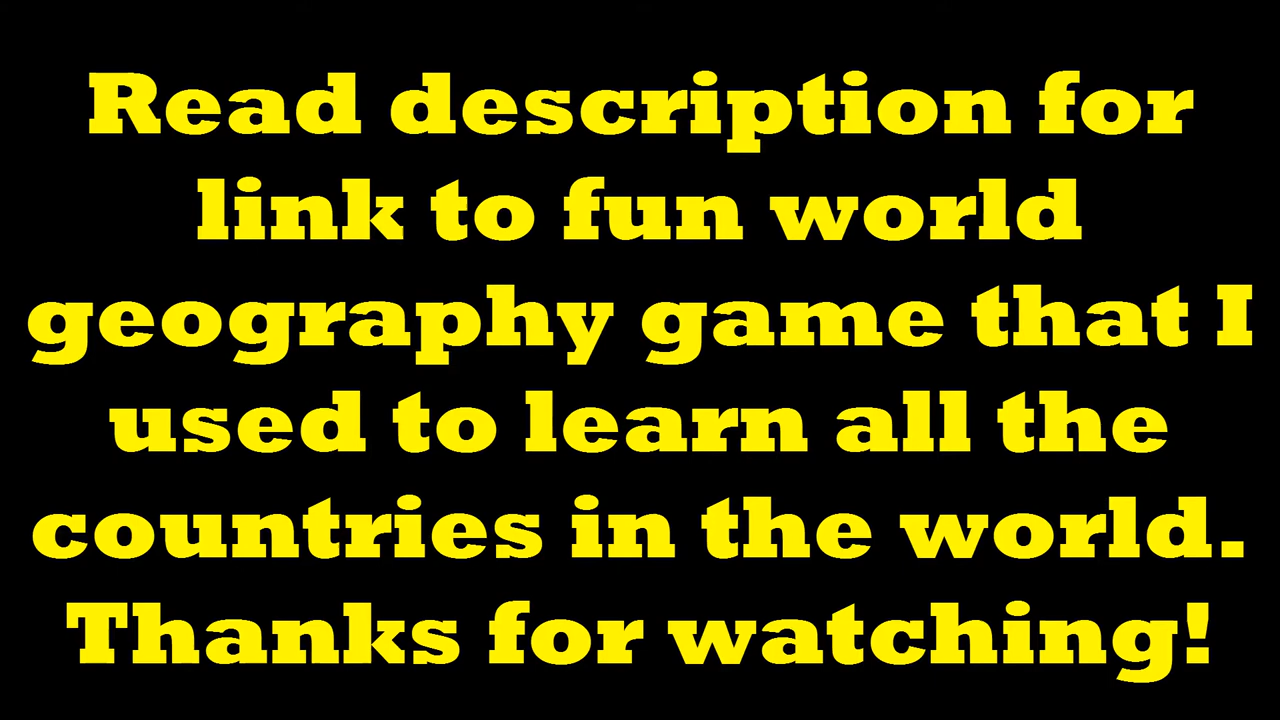 Read description for
link to fun world
geography game that I
used to learn all the
countries in the world.
Thanks for watching!